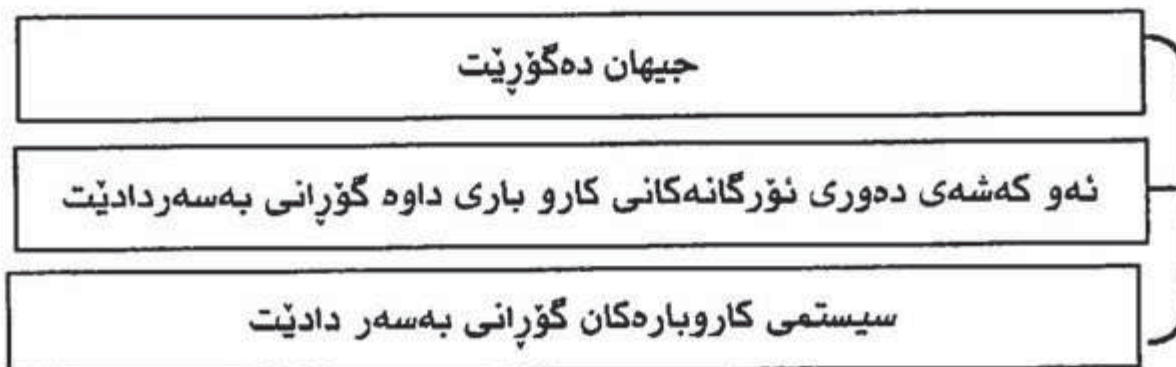 جیهان دەگۆڕێت
ئەو کەشەی دەوری ئۆرگانەکانی کارو باری داوە گۆڕانی بەسەردادێت
سیستمی کاروبارەکان گۆڕانی بەسەر دادێت